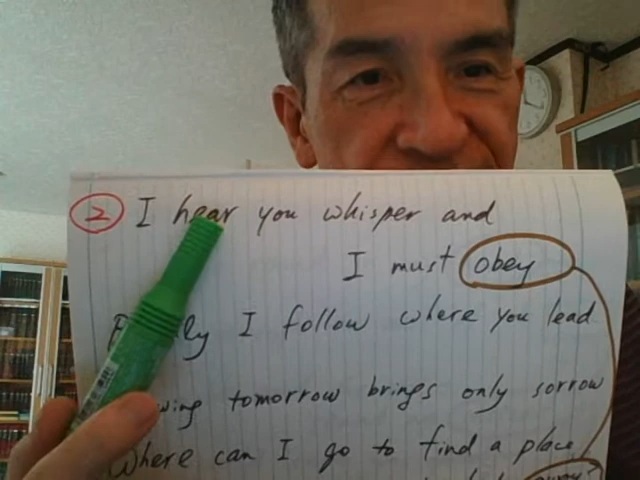 2 I hear you whisper and
I must obey
I follow where you lead
tomorrow brings only sorrow
Where can I go to find a place
away?